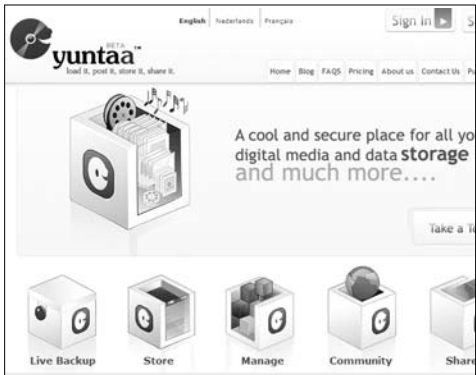 English Nederlands Français
Sign In
BETA
yuntaa™
load it, post it, store it, share it.
Home Blog FAQS Pricing About us Contact Us
A cool and secure place for all
digital media and data storage
and much more....
Take a
Live Backup Store Manage Community Share